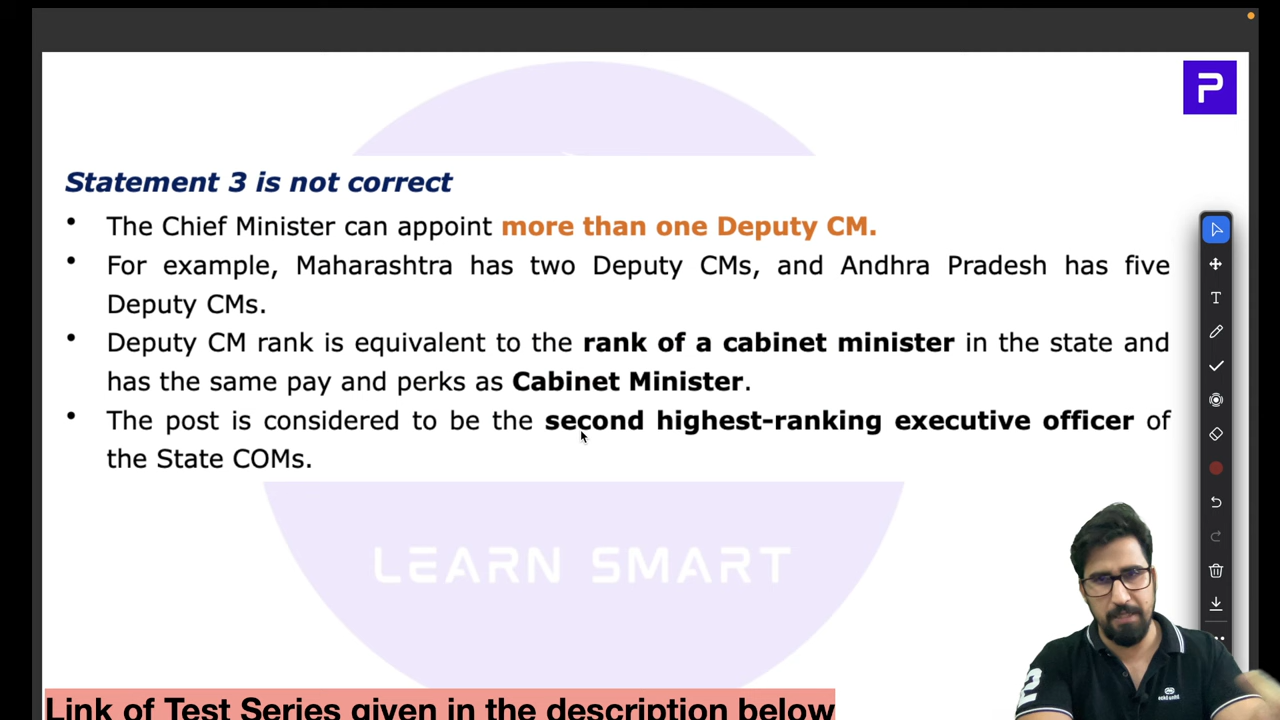 P
Statement 3 is not correct
• The Chief Minister can appoint more than one Deputy CM.
• For example, Maharashtra has two Deputy CMs, and Andhra Pradesh has five
Deputy CMs.
• Deputy CM rank is equivalent to the rank of a cabinet minister in the state and
has the same pay and perks as Cabinet Minister.
• The post is considered to be the second highest-ranking executive officer of
the State COMs.
LEARN SMART
Link of Test Series given in the description below
T
2